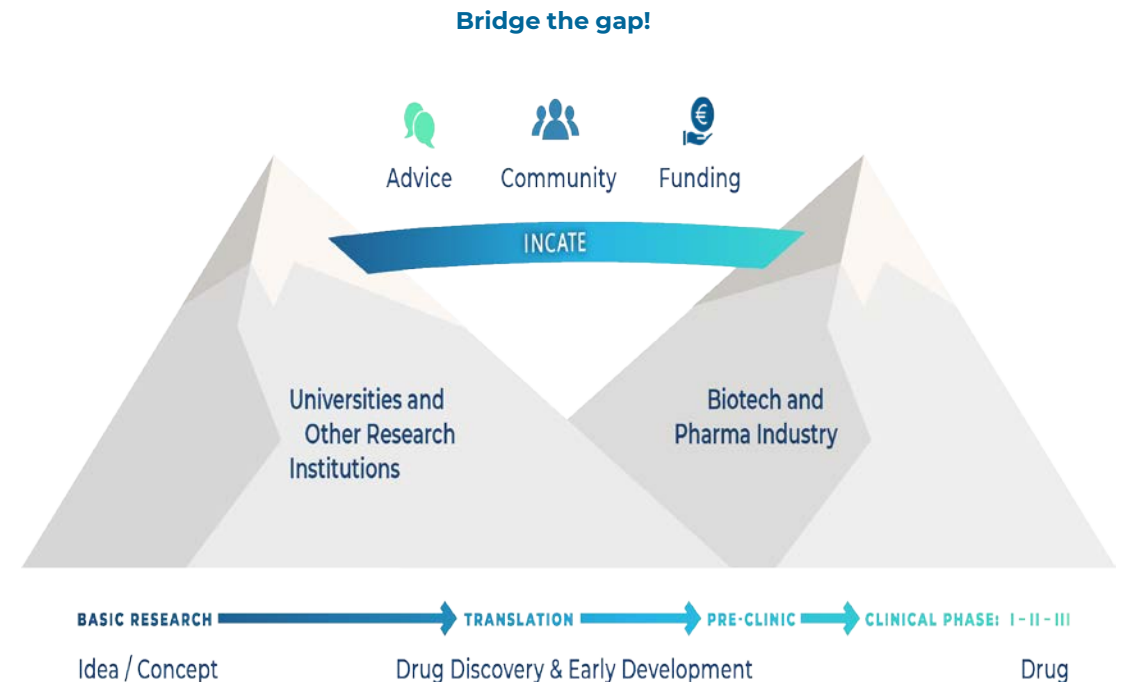 Bridge the gap!
Advice Community Funding
INCATE
Universities and
Other Research
Institutions
Biotech and
Pharma Industry
BASIC RESEARCH TRANSLATION PRE-CLINIC CLINICAL PHASE: I-II-III
Idea / Concept Drug Discovery & Early Development Drug